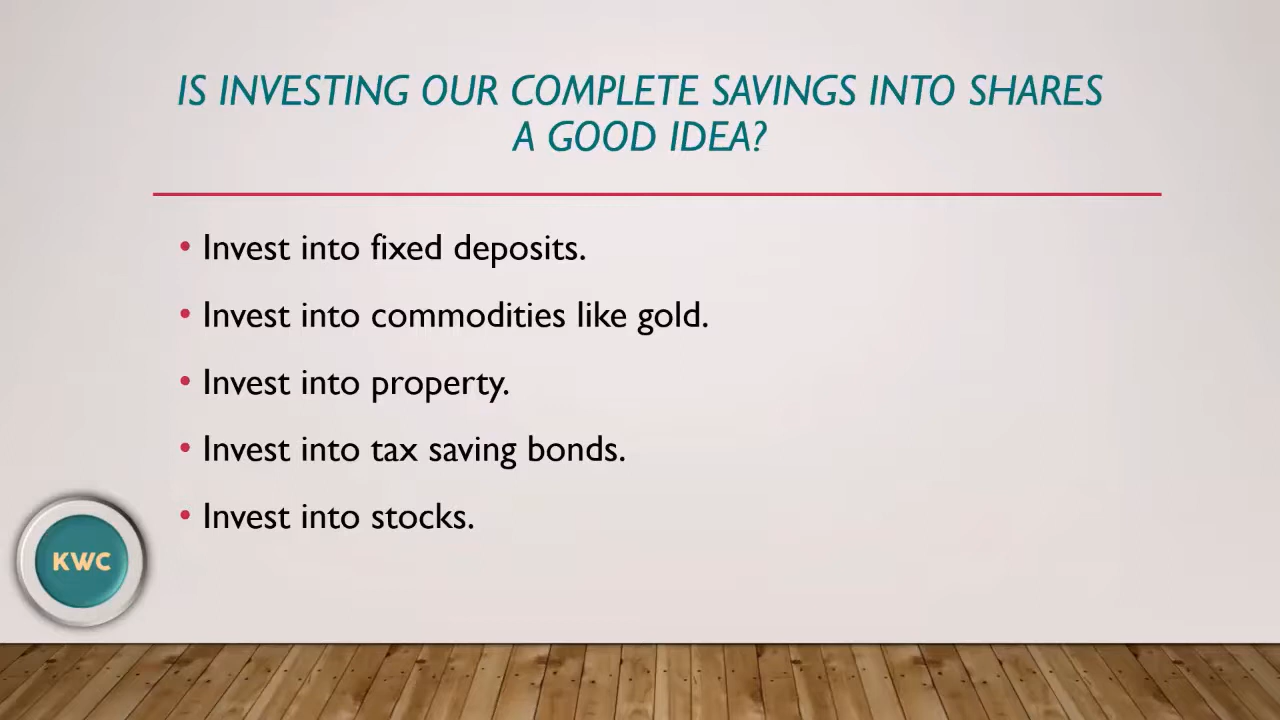 IS INVESTING OUR COMPLETE SAVINGS INTO SHARES
A GOOD IDEA?
• Invest into fixed deposits.
• Invest into commodities like gold.
• Invest into property.
• Invest into tax saving bonds.
• Invest into stocks.
KWC